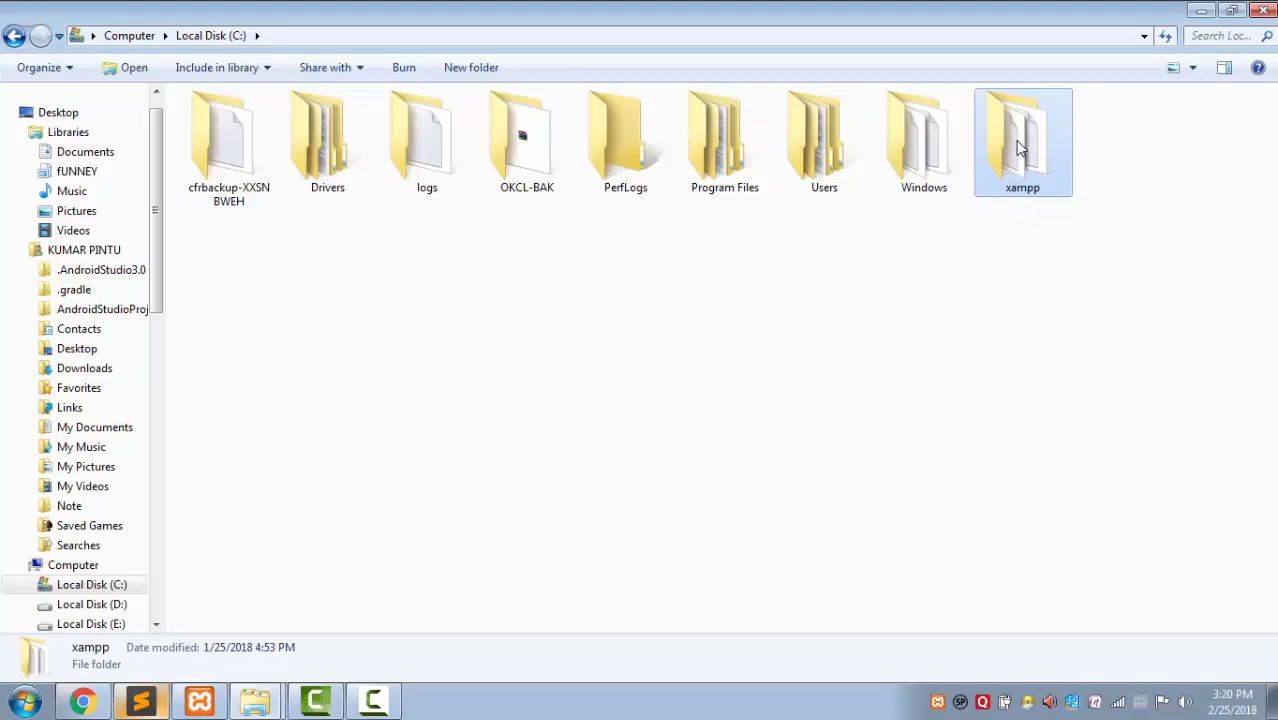 Computer
Local Disk (C:)
Search Loc...
Organize
Open
Include in library
Share with
Burn
New folder
Desktop
Libraries
Documents
fUNNEY
Music
Pictures
Videos
KUMAR PINTU
.AndroidStudio3.0
.gradle
AndroidStudioProj
Contacts
Desktop
Downloads
Favorites
Links
My Documents
My Music
My Pictures
My Videos
Note
Saved Games
Searches
Computer
Local Disk (C:)
Local Disk (D:)
Local Disk (E:)
cfrbackup-XXSN
BWEH
Drivers
logs
OKCL-BAK
PerfLogs
Program Files
Users
Windows
xampp
xampp Date modified: 1/25/2018 4:53 PM
File folder
SP
Q
3:20 PM
2/25/2018